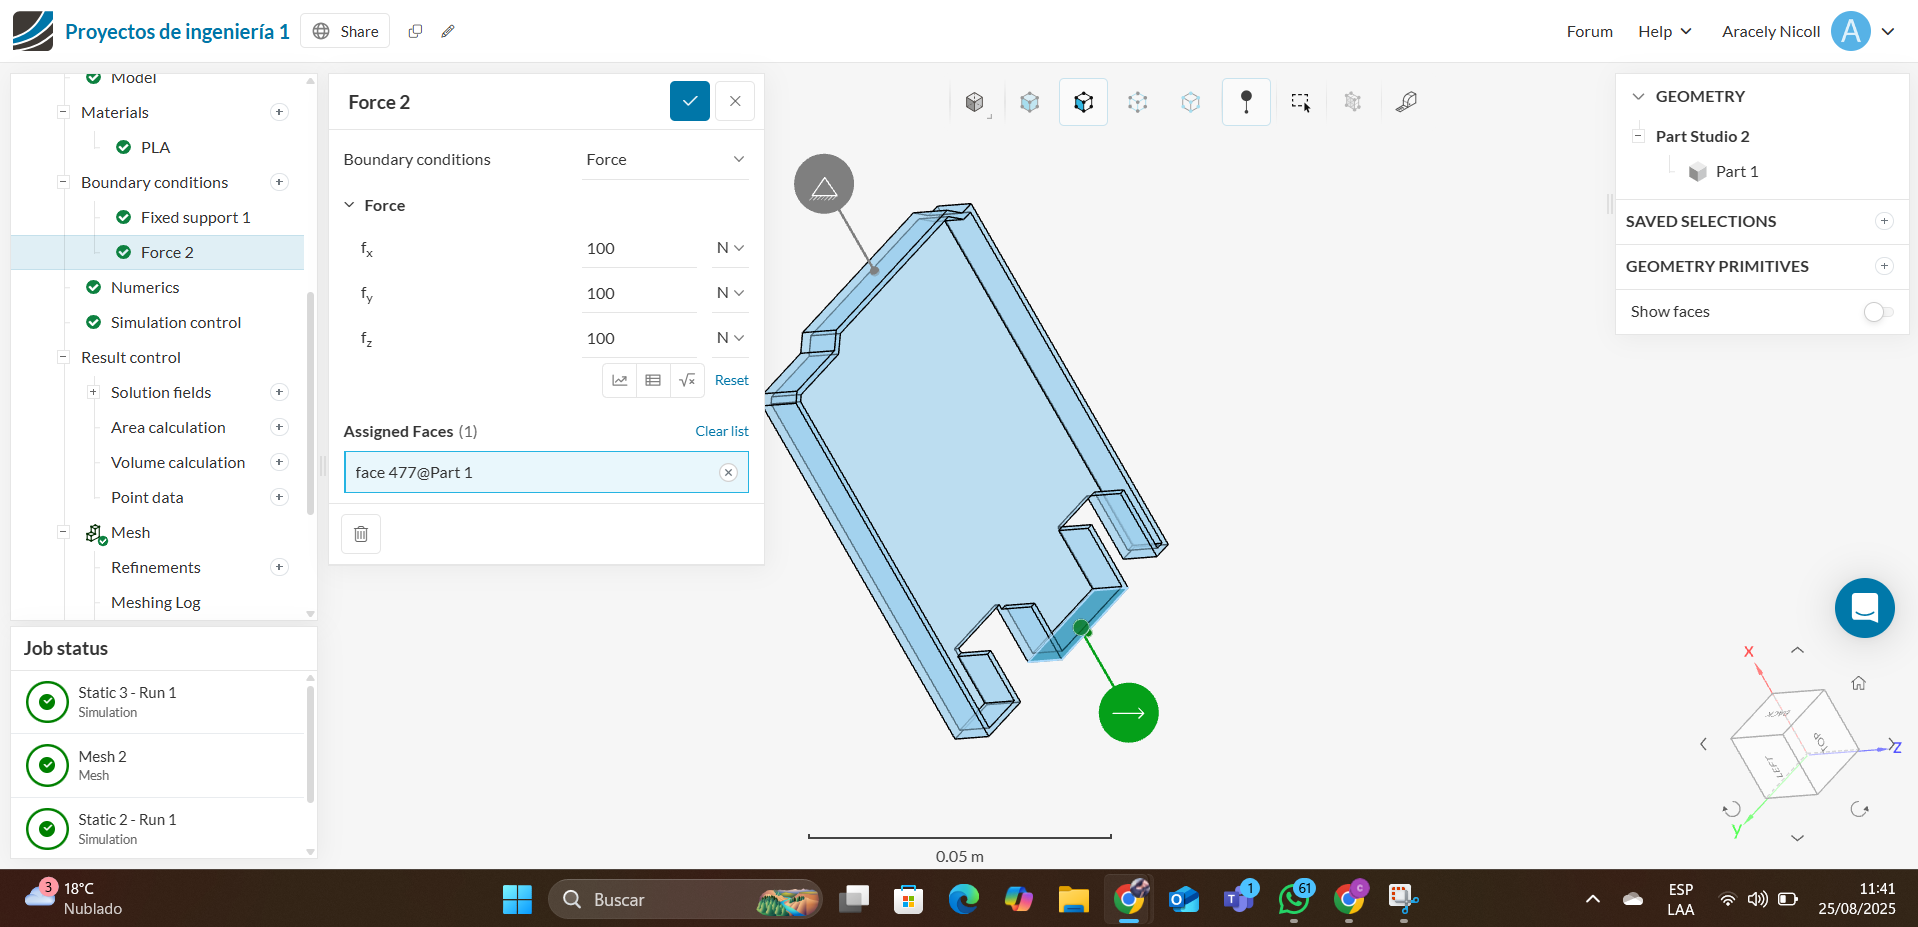 Proyectos de ingeniería 1
Share
Forum
Help
Aracely Nicoll
A
Model
Materials
PLA
Boundary conditions
Fixed support 1
Force 2
Numerics
Simulation control
Result control
Solution fields
Area calculation
Volume calculation
Point data
Mesh
Refinements
Meshing Log
Job status
Static 3 - Run 1
Simulation
Mesh 2
Mesh
Static 2 - Run 1
Simulation
Force 2
Boundary conditions Force
Force
fx 100 N
fy 100 N
fz 100 N
√x
Reset
Assigned Faces (1) Clear list
face 477@Part 1
0.05 m
GEOMETRY
Part Studio 2
Part 1
SAVED SELECTIONS
GEOMETRY PRIMITIVES
Show faces
X
BACK
TOP
LEFT
Z
Y
3
18°C
Nublado
Buscar
1
61
C
ESP
LAA
11:41
25/08/2025